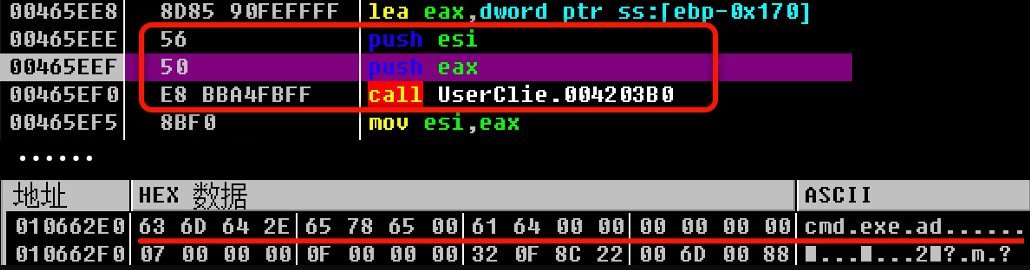 00465EE8 8D85 90FEFFFF lea eax,dword ptr ss:[ebp-0x170]
00465EEE 56 push esi
00465EEF 50 push eax
00465EF0 E8 BBA4FBFF call UserClie.004203B0
00465EF5 8BF0 mov esi,eax
......
地址 HEX 数据 ASCII
010662E0 63 6D 64 2E 65 78 65 00 61 64 00 00 00 00 00 00 cmd.exe.ad......
010662F0 07 00 00 00 0F 00 00 00 32 0F 8C 22 00 6D 00 88 ■...■...2■?.m.?